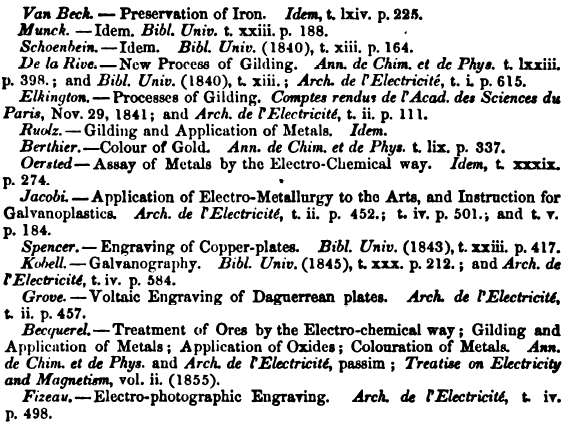 Van Beck. — Preservation of Iron. Idem, t. lxiv. p. 225.
Munck. — Idem. Bibl. Univ. t. xxiii. p. 188.
Schoenbein. — Idem. Bibl. Univ. (1840), t. xiii. p. 164.
De la Rive. — New Process of Gilding. Ann. de Chim. et de Phys. t. lxxiii.
p. 398.; and Bibl. Univ. (1840), t. xiii.; Arch. de l'Electricité, t. i. p. 615.
Elkington. — Processes of Gilding. Comptes rendus de l'Acad. des Sciences du
Paris, Nov. 29, 1841; and Arch. de l'Electricité, t. ii. p. 111.
Ruolz. — Gilding and Application of Metals. Idem.
Berthier. — Colour of Gold. Ann. de Chim. et de Phys. t. lix. p. 337.
Oersted — Assay of Metals by the Electro-Chemical way. Idem, t. xxxix.
p. 274.
Jacobi. — Application of Electro-Metallurgy to the Arts, and Instruction for
Galvanoplastics. Arch. de l'Electricité, t. ii. p. 452.; t. iv. p. 501.; and t. v.
p. 184.
Spencer. — Engraving of Copper-plates. Bibl. Univ. (1843), t. xxiii. p. 417.
Kobell. — Galvanography. Bibl. Univ. (1845), t. xxx. p. 212.; and Arch. de
l'Electricité, t. iv. p. 584.
Grove. — Voltaic Engraving of Daguerrean plates. Arch. de l'Electricité,
t. ii. p. 457.
Becquerel. — Treatment of Ores by the Electro-chemical way; Gilding and
Application of Metals; Application of Oxides; Colouration of Metals. Ann.
de Chim. et de Phys. and Arch. de l'Electricité, passim; Treatise on Electricity
and Magnetism, vol. ii. (1855).
Fizeau. — Electro-photographic Engraving. Arch. de l'Electricité, t. iv.
p. 498.